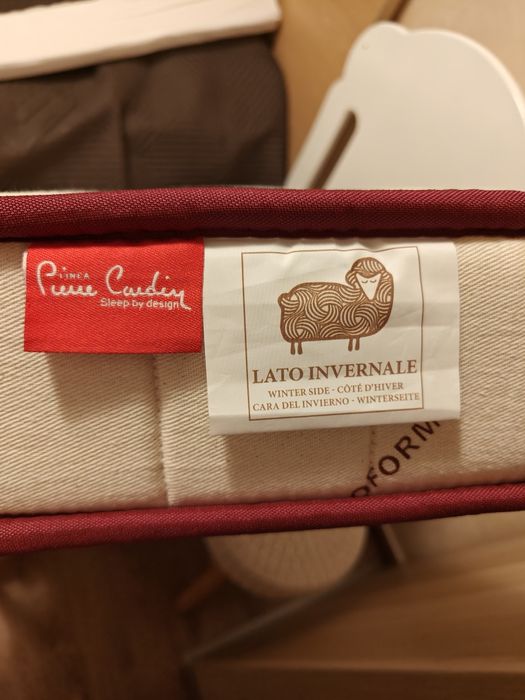 LINEA
Pierre Cardin
Sleep by design
LATO INVERNALE
WINTER SIDE - CÔTÉ D'HIVER
CARA DEL INVIERNO - WINTERSEITE